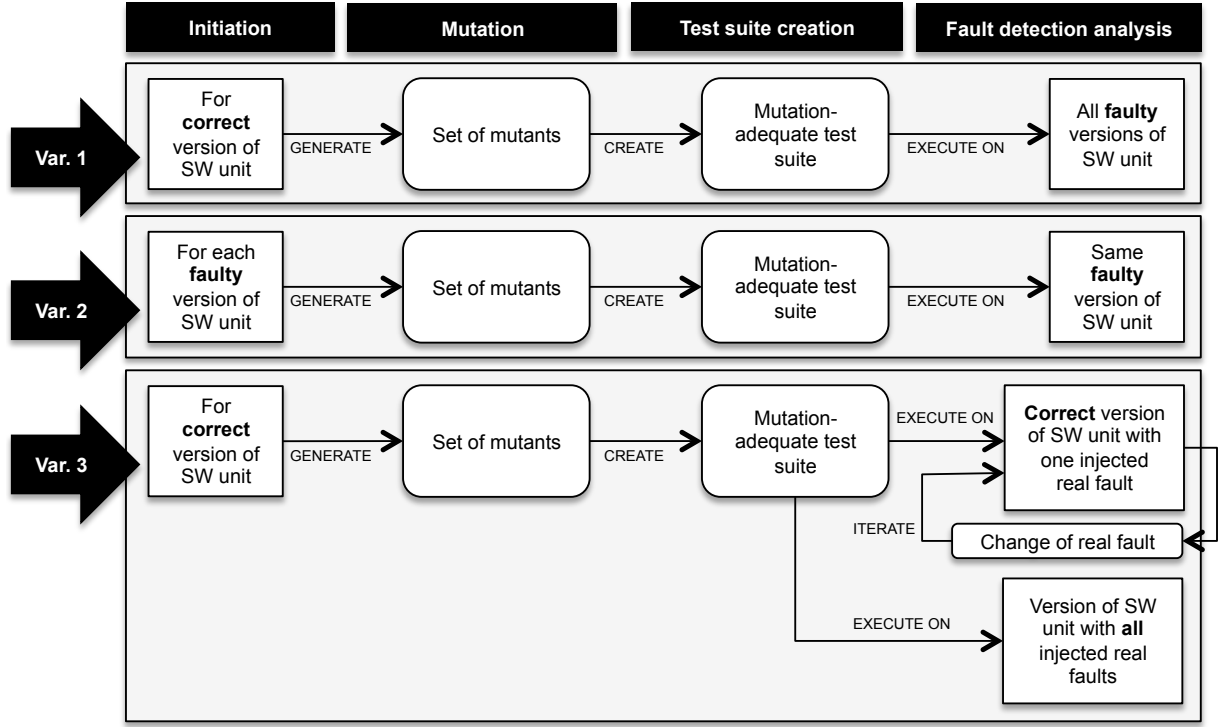 Initiation
Mutation
Test suite creation
Fault detection analysis
Var. 1
For
correct
version of
SW unit
GENERATE
Set of mutants
CREATE
Mutation-
adequate test
suite
EXECUTE ON
All faulty
versions of
SW unit
Var. 2
For each
faulty
version of
SW unit
GENERATE
Set of mutants
CREATE
Mutation-
adequate test
suite
EXECUTE ON
Same
faulty
version of
SW unit
Var. 3
For
correct
version of
SW unit
GENERATE
Set of mutants
CREATE
Mutation-
adequate test
suite
EXECUTE ON
Correct version
of SW unit with
one injected
real fault
ITERATE
Change of real fault
EXECUTE ON
Version of SW
unit with all
injected real
faults